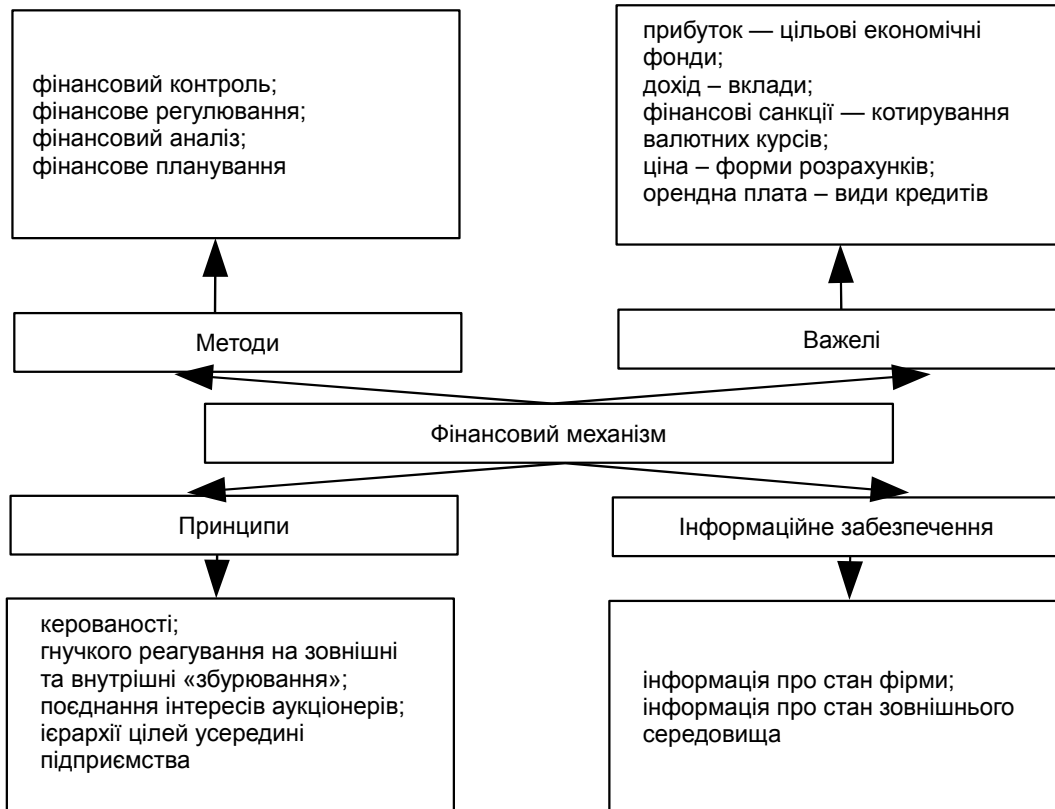 фінансовий контроль;
фінансове регулювання;
фінансовий аналіз;
фінансове планування
прибуток — цільові економічні
фонди;
дохід – вклади;
фінансові санкції — котирування
валютних курсів;
ціна – форми розрахунків;
орендна плата – види кредитів
Методи
Важелі
Фінансовий механізм
Принципи
Інформаційне забезпечення
керованості;
гнучкого реагування на зовнішні
та внутрішні «збурювання»;
поєднання інтересів аукціонерів;
ієрархії цілей усередині
підприємства
інформація про стан фірми;
інформація про стан зовнішнього
середовища